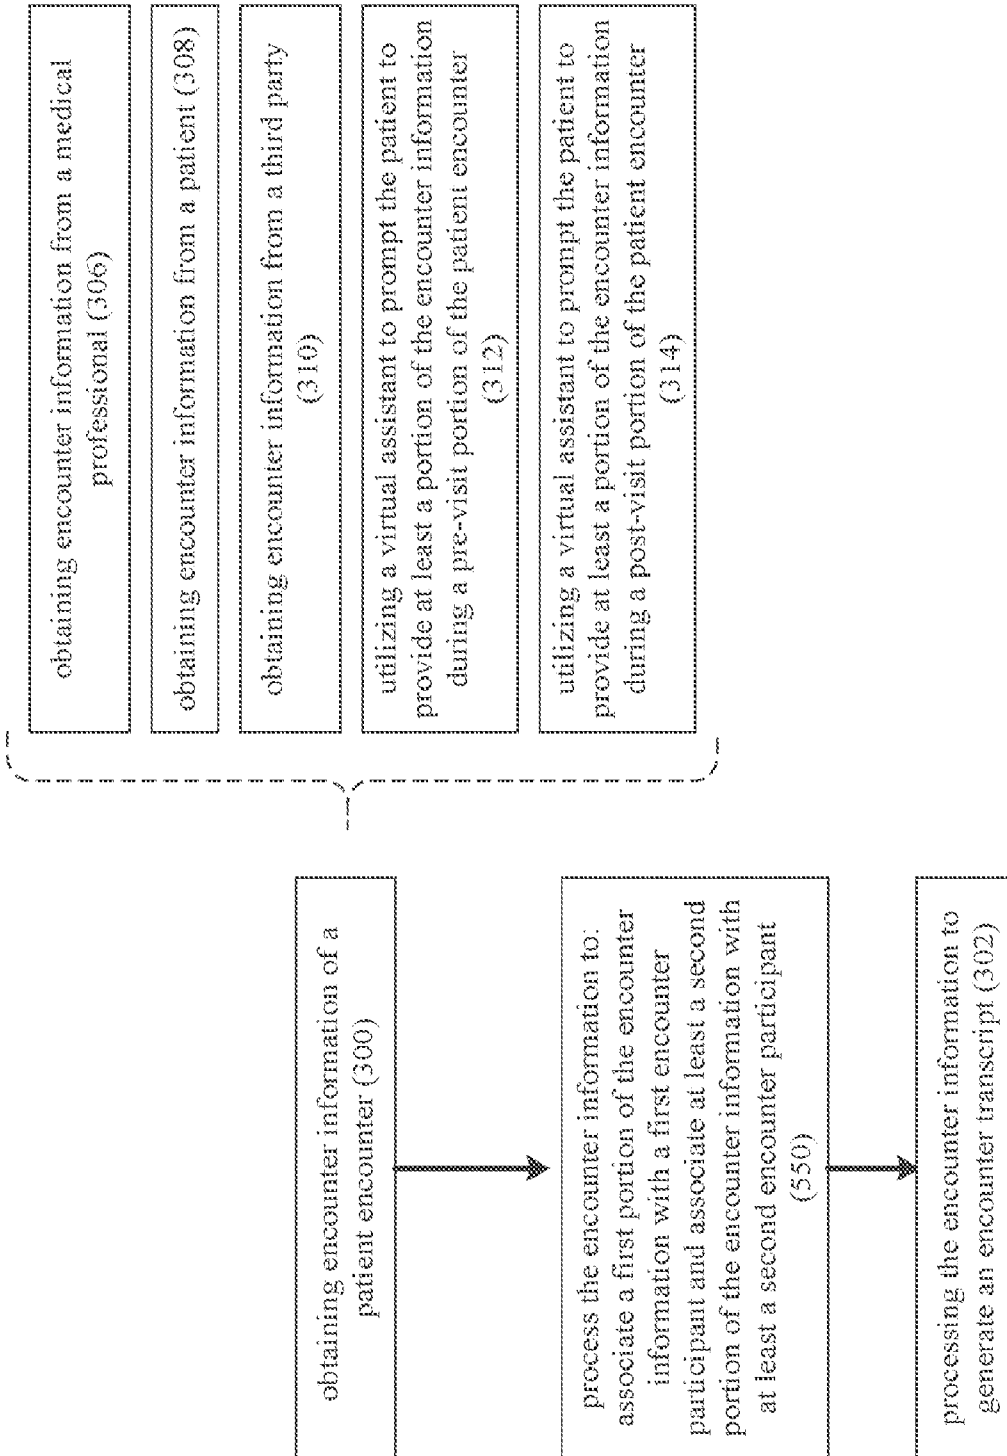 obtaining encounter information of a
patient encounter (300)
process the encounter information to:
associate a first portion of the encounter
information with a first encounter
participant and associate at least a second
portion of the encounter information with
at least a second encounter participant
(550)
processing the encounter information to
generate an encounter transcript (302)
obtaining encounter information from a medical
professional (306)
obtaining encounter information from a patient (308)
obtaining encounter information from a third party
(310)
utilizing a virtual assistant to prompt the patient to
provide at least a portion of the encounter information
during a pre-visit portion of the patient encounter
(312)
utilizing a virtual assistant to prompt the patient to
provide at least a portion of the encounter information
during a post-visit portion of the patient encounter
(314)